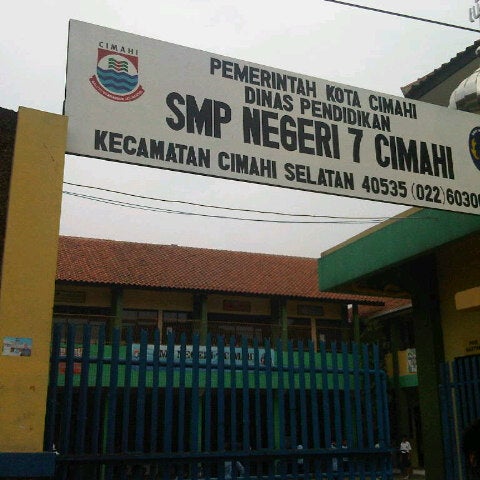 CIMAHI
PEMERINTAH KOTA CIMAHI
DINAS PENDIDIKAN
SMP NEGERI 7 CIMAHI
KECAMATAN CIMAHI SELATAN 40535 (022)60300